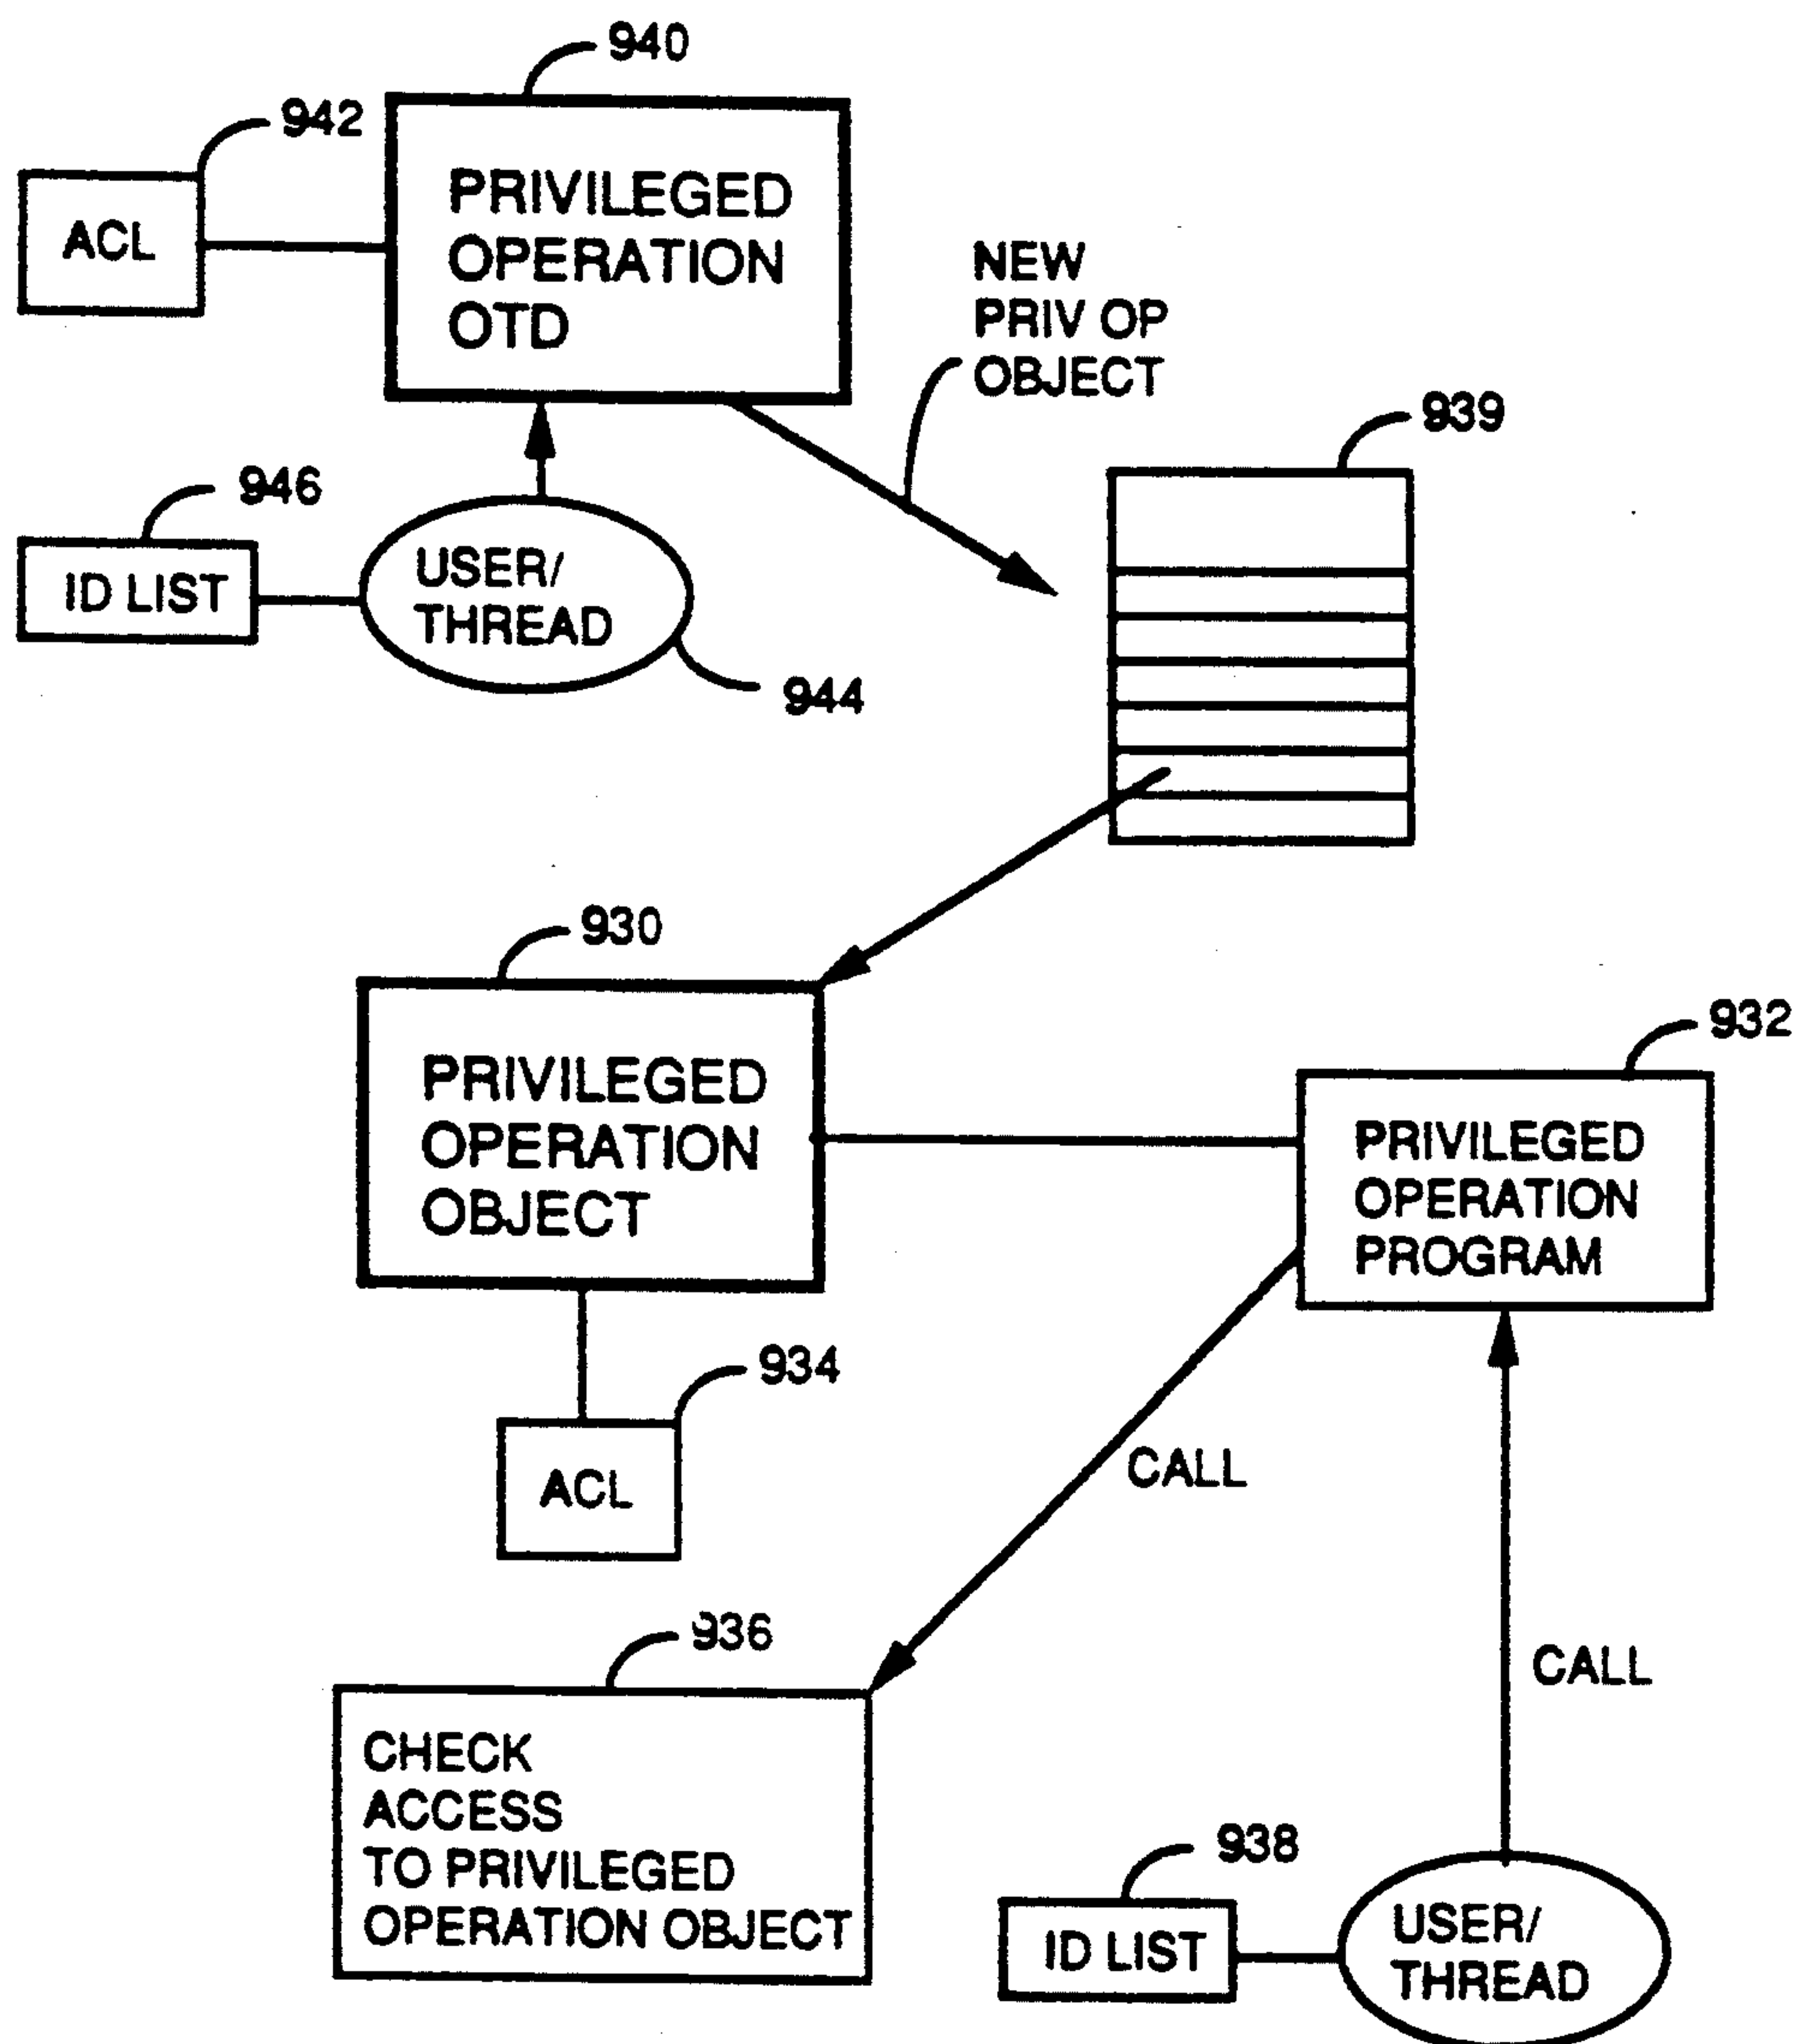 940
942
PRIVILEGED
OPERATION
OTD
ACL
NEW
PRIV OP
OBJECT
939
946
ID LIST
USER/
THREAD
944
930
PRIVILEGED
OPERATION
OBJECT
932
PRIVILEGED
OPERATION
PROGRAM
934
ACL
CALL
936
CALL
CHECK
ACCESS
TO PRIVILEGED
OPERATION OBJECT
938
ID LIST
USER/
THREAD